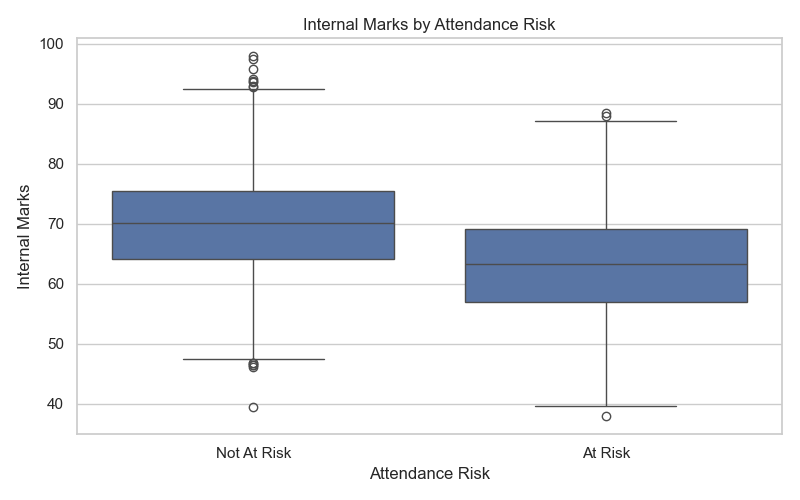 Internal Marks by Attendance Risk
100
90
80
70
60
50
40
Internal Marks
Not At Risk
At Risk
Attendance Risk